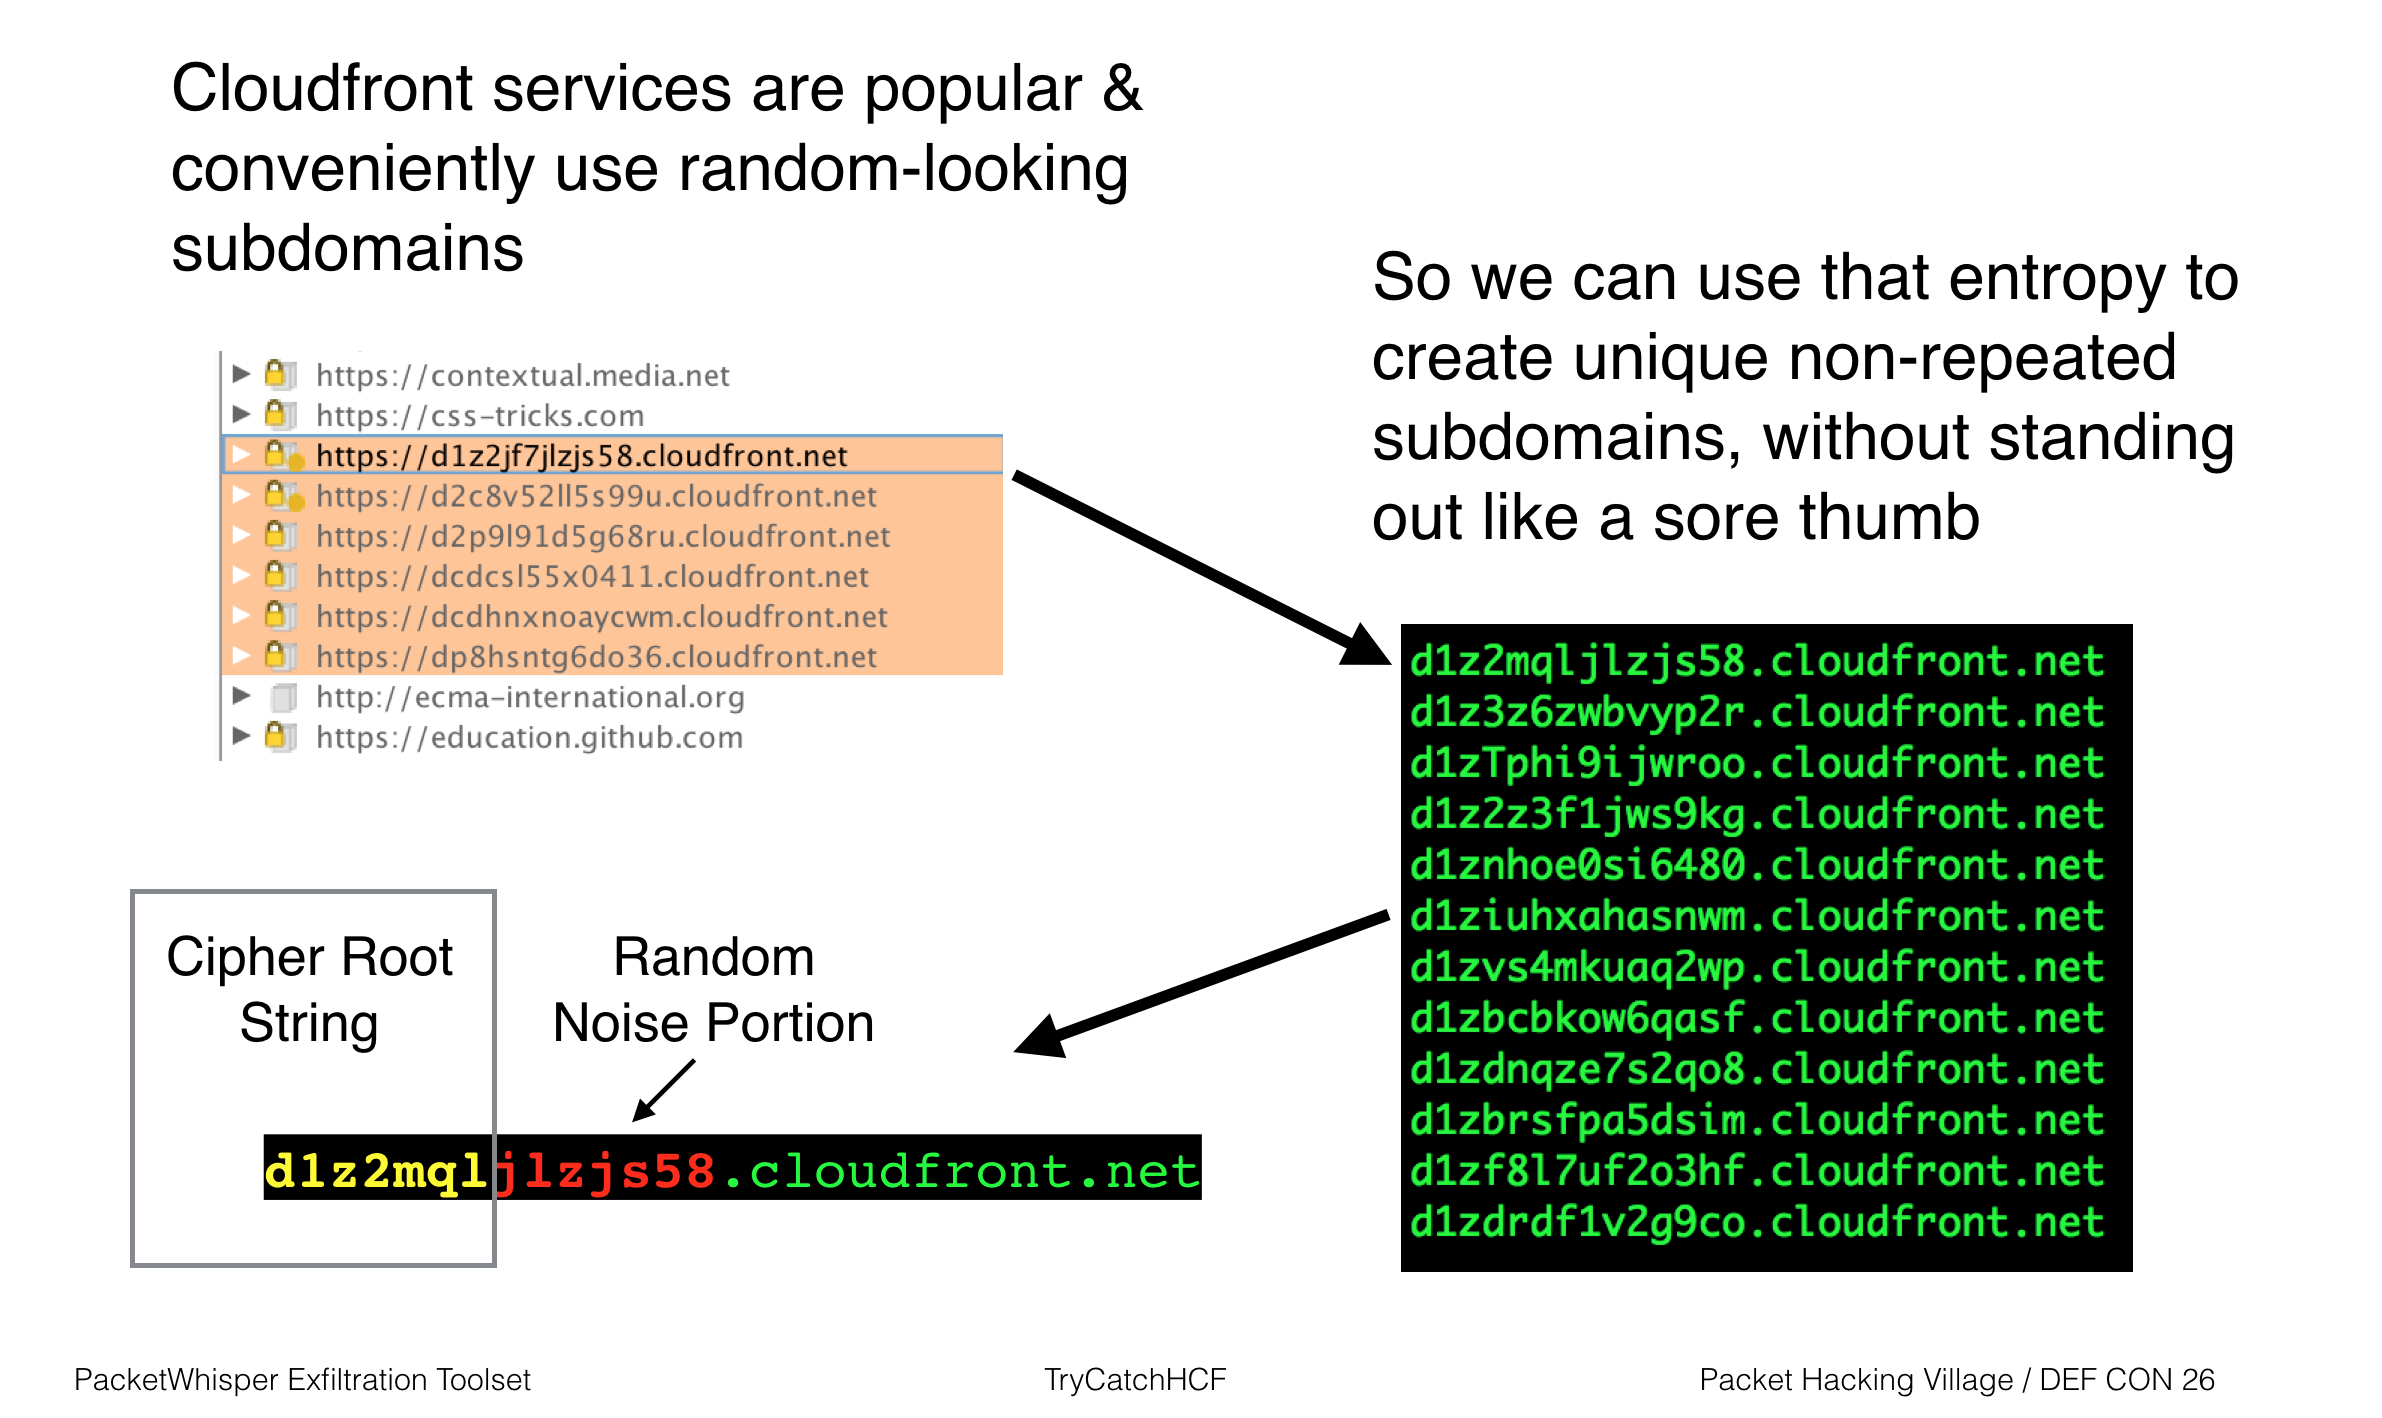 Cloudfront services are popular &
conveniently use random-looking
subdomains
So we can use that entropy to
create unique non-repeated
subdomains, without standing
out like a sore thumb
https://contextual.media.net
https://css-tricks.com
https://d1z2jf7jlzjs58.cloudfront.net
https://d2c8v52ll5s99u.cloudfront.net
https://d2p9l91d5g68ru.cloudfront.net
https://dcdcsl55x0411.cloudfront.net
https://dcdhnxnoaycwm.cloudfront.net
https://dp8hsntg6do36.cloudfront.net
http://ecma-international.org
https://education.github.com
d1z2mqljlzjs58.cloudfront.net
d1z3z6zwbvyp2r.cloudfront.net
d1zTphi9ijwroo.cloudfront.net
d1z2z3f1jws9kg.cloudfront.net
d1znhoe0si6480.cloudfront.net
d1ziuhxahasnwm.cloudfront.net
d1zvs4mkuaq2wp.cloudfront.net
d1zbcbkow6qasf.cloudfront.net
d1zdnqze7s2qo8.cloudfront.net
d1zbrsfpa5dsim.cloudfront.net
d1zf8l7uf2o3hf.cloudfront.net
d1zdrdf1v2g9co.cloudfront.net
Cipher Root
String
Random
Noise Portion
d1z2mqljlzjs58.cloudfront.net
PacketWhisper Exfiltration Toolset
TryCatchHCF
Packet Hacking Village / DEF CON 26